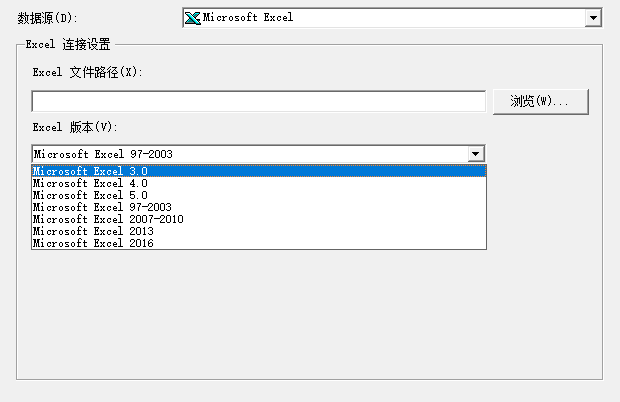 数据源(D): Microsoft Excel
Excel 连接设置
Excel 文件路径(X):
浏览(W)...
Excel 版本(V):
Microsoft Excel 97-2003
Microsoft Excel 3.0
Microsoft Excel 4.0
Microsoft Excel 5.0
Microsoft Excel 97-2003
Microsoft Excel 2007-2010
Microsoft Excel 2013
Microsoft Excel 2016